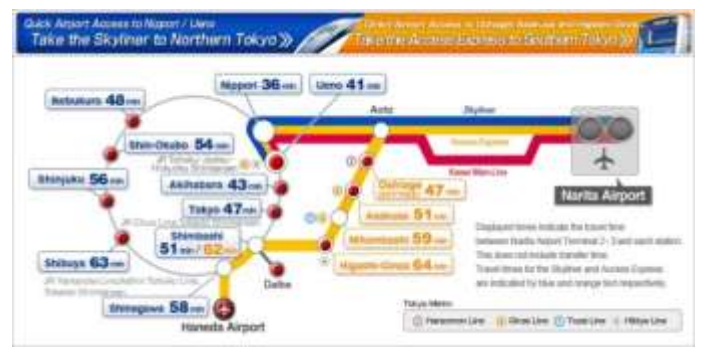 Quick Airport Access to Nippori / Ueno
Take the Skyliner to Northern Tokyo
Take the Access Express to Southern Tokyo
Nippori 36 min
Ueno 41 min
Ikebukuro 48 min
Aoto
Skyliner
Shin-Okubo 54 min
Access Express
Keisei Main Line
Shinjuku 56 min
Akihabara 43 min
47 min
Narita Airport
Tokyo 47 min
Asakusa 51 min
Shimbashi
51 min / 62 min
Nihombashi 59 min
Higashi-Ginza 64 min
Shibuya 63 min
Daiba
Shinagawa 58 min
Haneda Airport
Displayed times indicate the travel time
between Narita Airport Terminal 2・3 and each station.
This does not include transfer time.
Travel times for the Skyliner and Access Express
are indicated by blue and orange text respectively.
Tokyo Metro
Hanzomon Line Ginza Line Tozai Line Hibiya Line